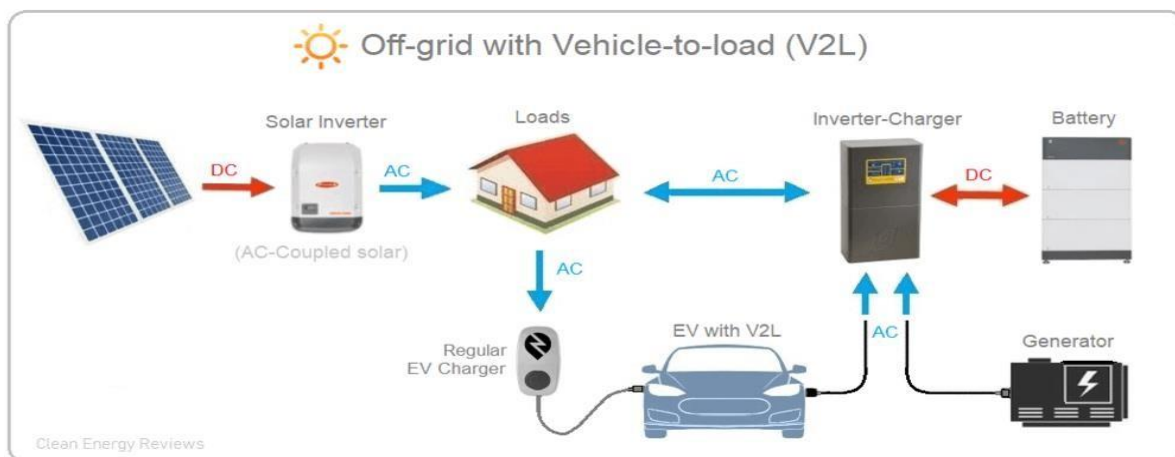 Off-grid with Vehicle-to-load (V2L)
Solar Inverter
Loads
Inverter-Charger
Battery
DC
AC
AC
DC
(AC-Coupled solar)
AC
Regular
EV Charger
EV with V2L
AC
Generator
Clean Energy Reviews